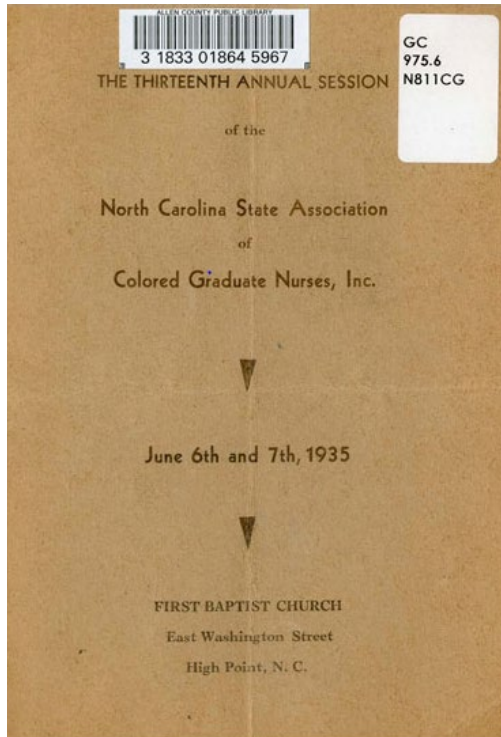 ALLEN COUNTY PUBLIC LIBRARY
3 1833 01864 5967
GC
975.6
N811CG
THE THIRTEENTH ANNUAL SESSION
of the
North Carolina State Association
of
Colored Graduate Nurses, Inc.
June 6th and 7th, 1935
FIRST BAPTIST CHURCH
East Washington Street
High Point, N. C.